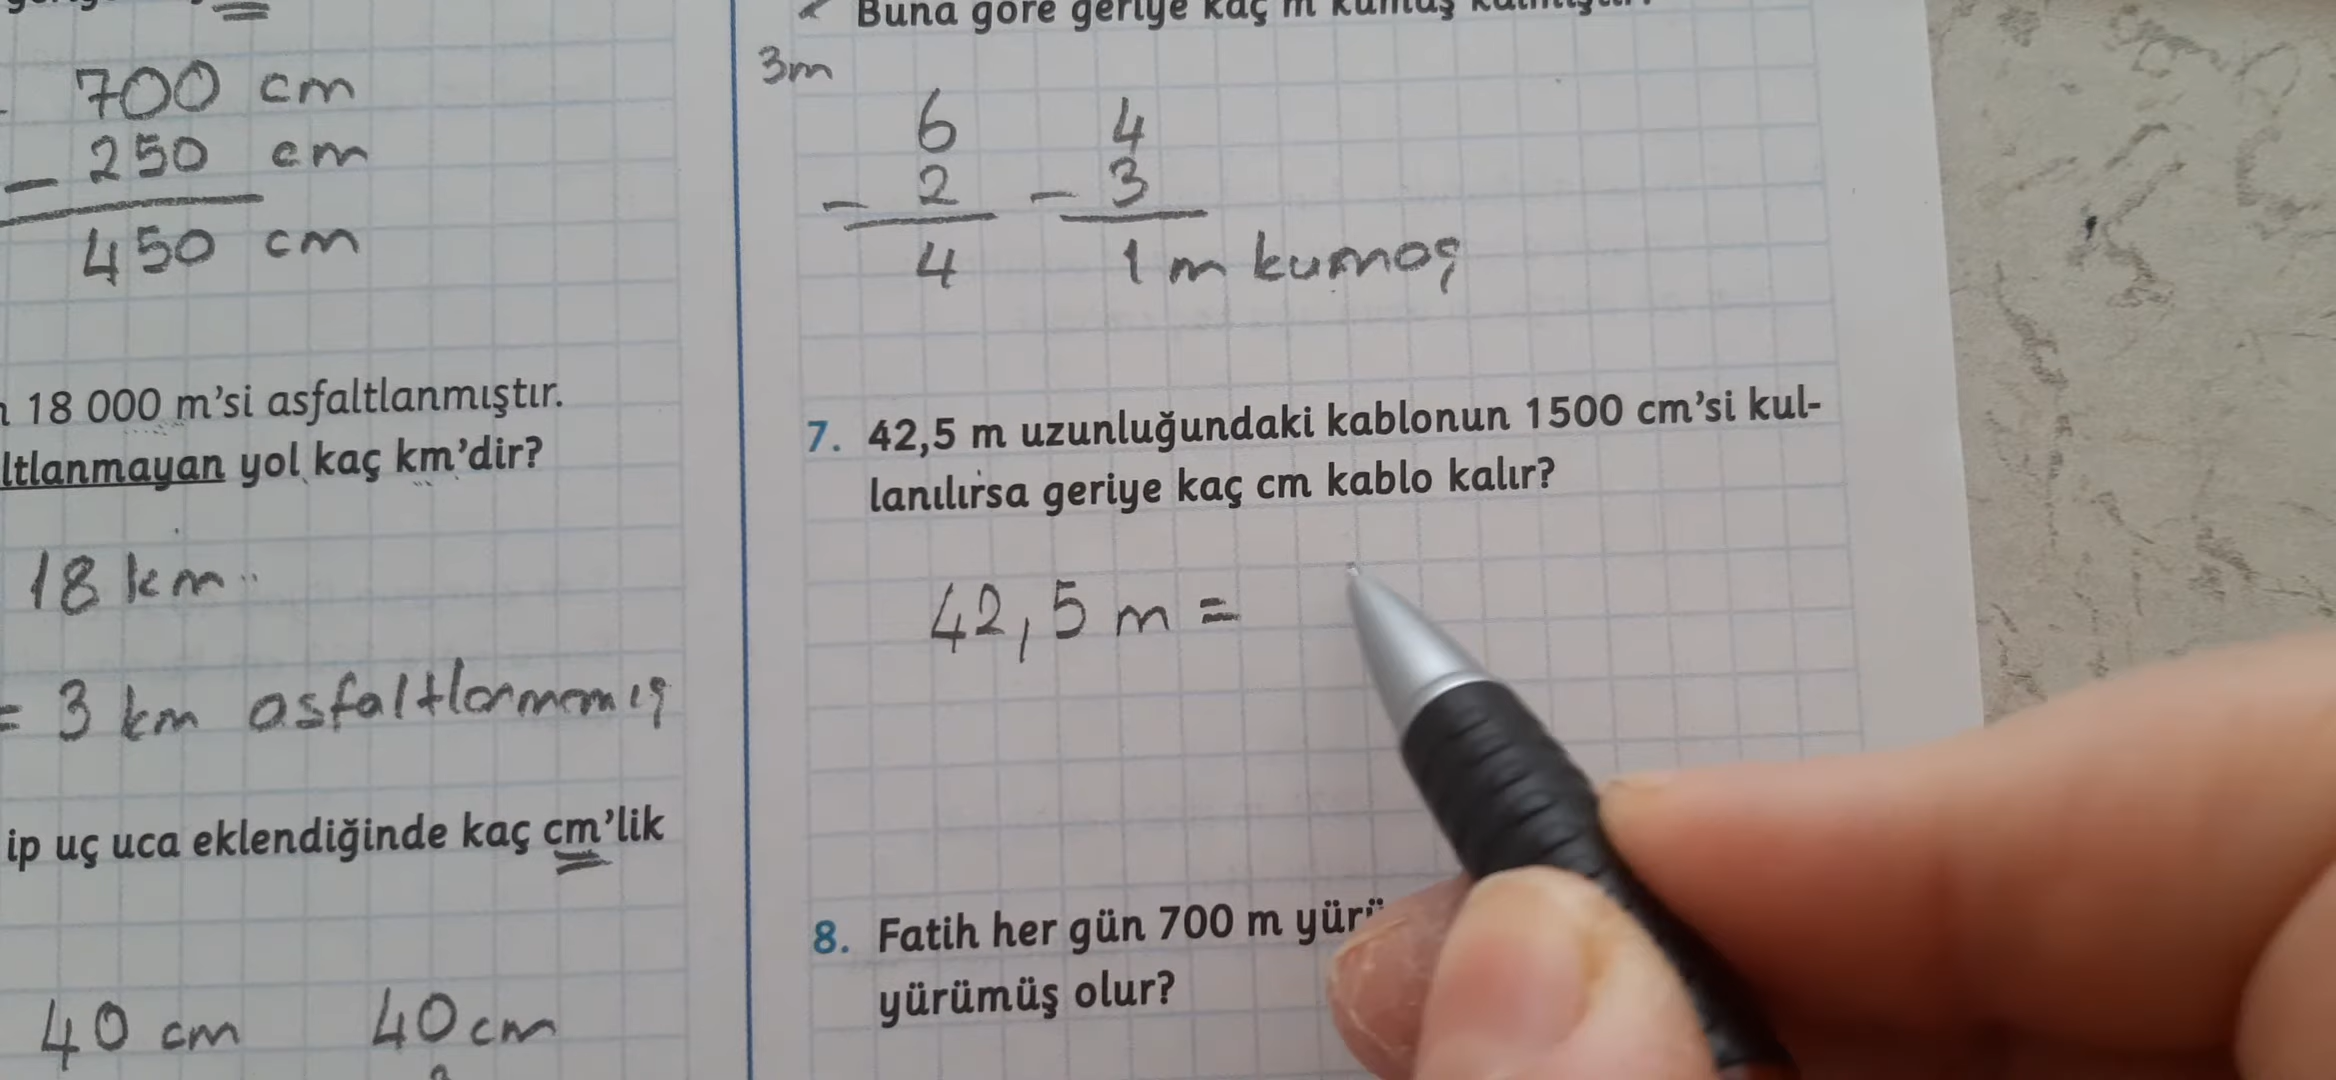 700 cm
- 250 cm
450 cm
18 000 m'si asfaltlanmıştır.
ltlanmayan yol kaç km'dir?
18 km
= 3 km asfaltlanmamış
ip uç uca eklendiğinde kaç cm'lik
40 cm 40 cm
Buna göre geriye kaç m kumaş
3m
6 4
- 2 - 3
4 1 m kumaş
7. 42,5 m uzunluğundaki kablonun 1500 cm'si kul-
lanılırsa geriye kaç cm kablo kalır?
42,5 m =
8. Fatih her gün 700 m yürü
yürümüş olur?